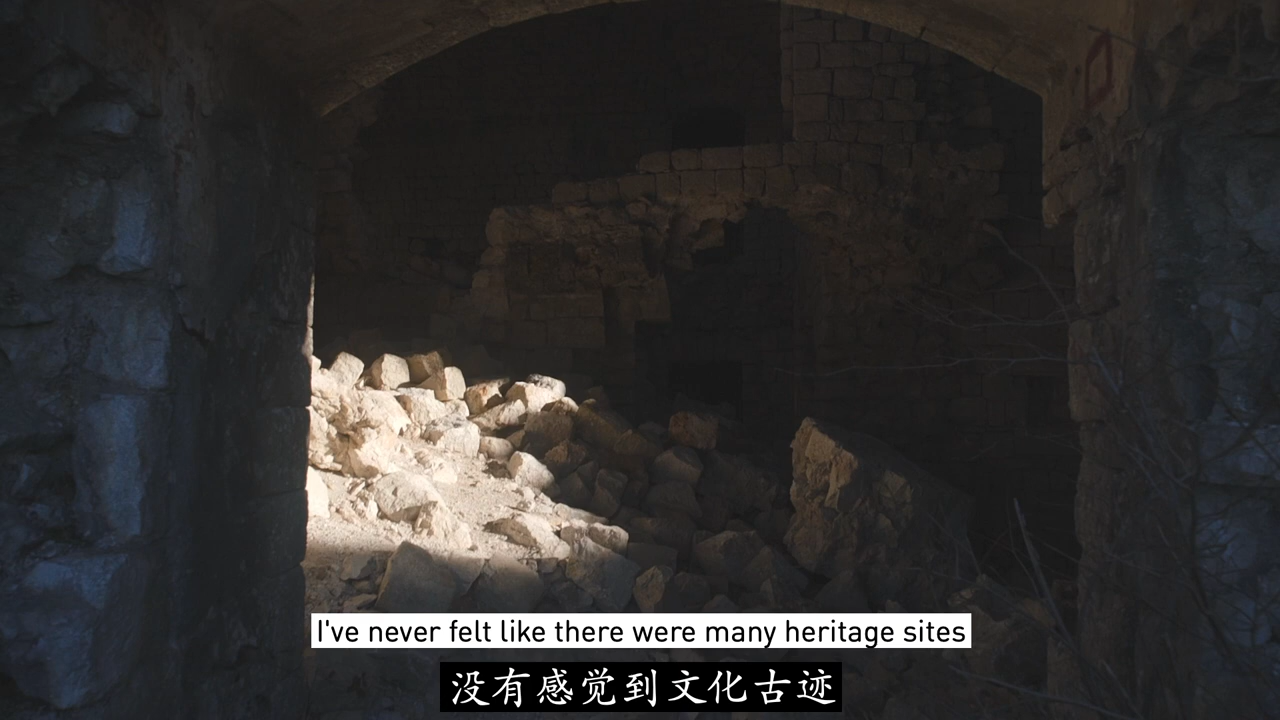 I've never felt like there were many heritage sites
没有感觉到文化古迹